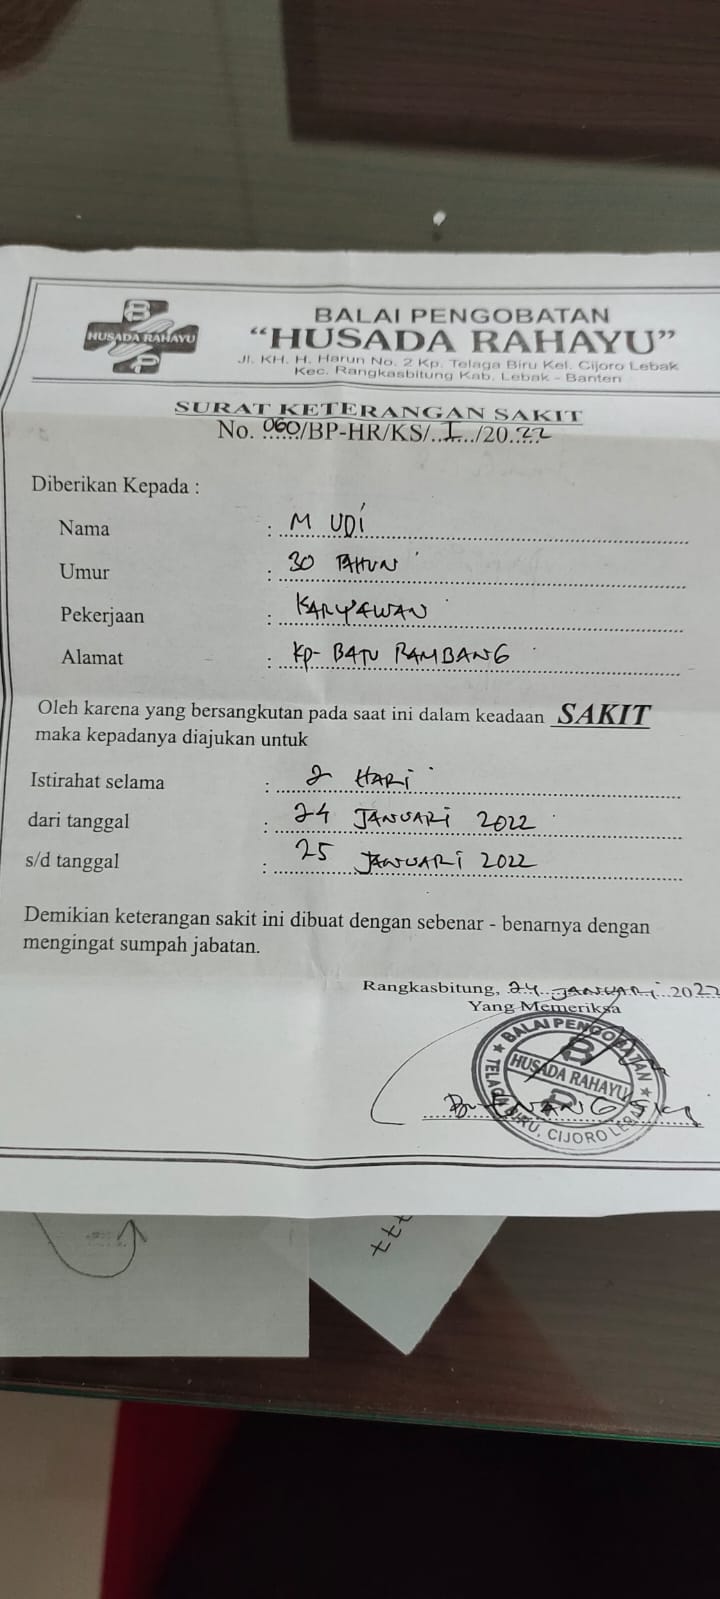 HUSADA RAHAYU
BALAI PENGOBATAN
“HUSADA RAHAYU”
Jl. KH. H. Harun No. 2 Kp. Telaga Biru Kel. Cijoro Lebak
Kec. Rangkasbitung Kab. Lebak - Banten
SURAT KETERANGAN SAKIT
No. 060/BP-HR/KS/..I.../20.22
Diberikan Kepada :
Nama : M UDI
Umur : 30 TAHUN
Pekerjaan : KARYAWAN
Alamat : Kp- BATU RAMBANG
Oleh karena yang bersangkutan pada saat ini dalam keadaan SAKIT
maka kepadanya diajukan untuk
Istirahat selama : 2 HARI
dari tanggal : 24 JANUARI 2022
s/d tanggal : 25 JANUARI 2022
Demikian keterangan sakit ini dibuat dengan sebenar - benarnya dengan
mengingat sumpah jabatan.
Rangkasbitung, 24 JANUARI 2022
Yang Memeriksa
BALAI PENGOBATAN
HUSADA RAHAYU
TELAGA BIRU, CIJORO LEBAK